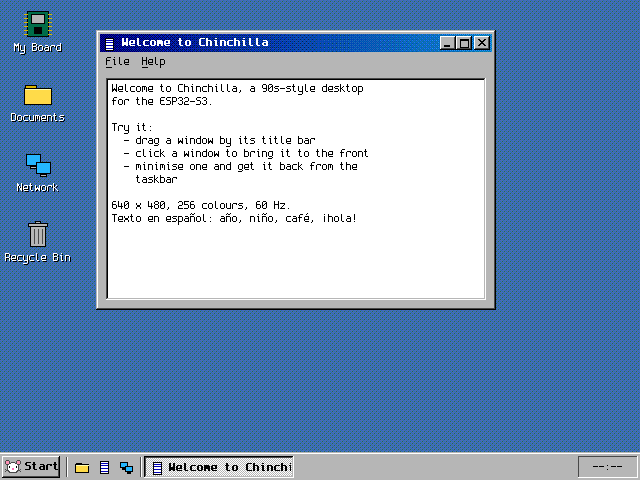 My Board
Documents
Network
Recycle Bin
Welcome to Chinchilla
File Help
Welcome to Chinchilla, a 90s-style desktop
for the ESP32-S3.
Try it:
- drag a window by its title bar
- click a window to bring it to the front
- minimise one and get it back from the
taskbar
640 x 480, 256 colours, 60 Hz.
Texto en español: año, niño, café, ¡hola!
Start
Welcome to Chinchi
--:--